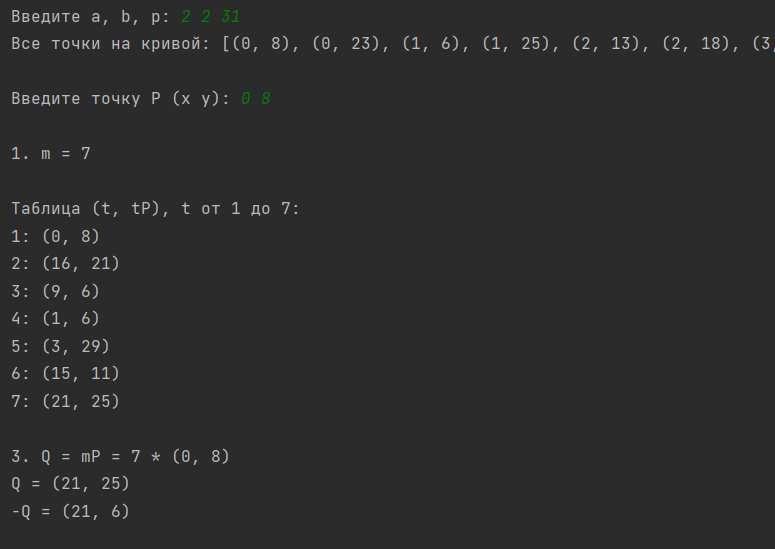 Введите a, b, p: 2 2 31
Все точки на кривой: [(0, 8), (0, 23), (1, 6), (1, 25), (2, 13), (2, 18), (3,
Введите точку P (x y): 0 8
1. m = 7
Таблица (t, tP), t от 1 до 7:
1: (0, 8)
2: (16, 21)
3: (9, 6)
4: (1, 6)
5: (3, 29)
6: (15, 11)
7: (21, 25)
3. Q = mP = 7 * (0, 8)
Q = (21, 25)
-Q = (21, 6)